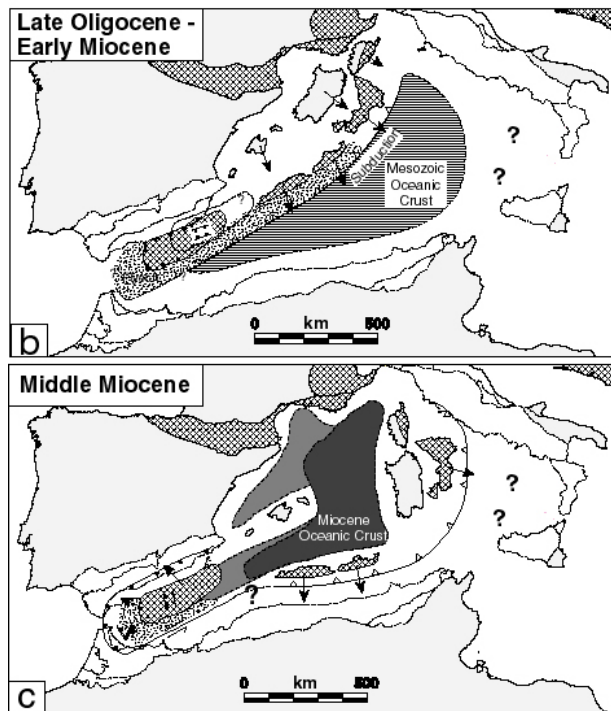 Late Oligocene -
Early Miocene
?
Subduction
?
Mesozoic
Oceanic
Crust
km
0 500
b
Middle Miocene
?
?
Miocene
Oceanic Crust
?
km
0 500
c